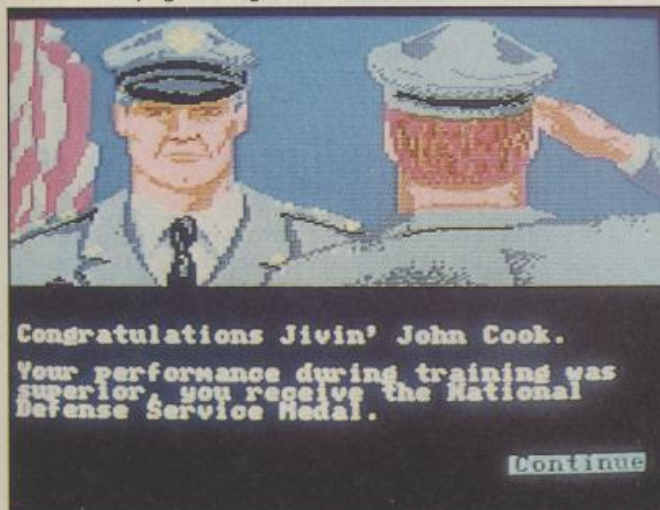 Congratulations Jivin' John Cook.
Your performance during training was
superior, you receive the National
Defense Service Medal.
Continue